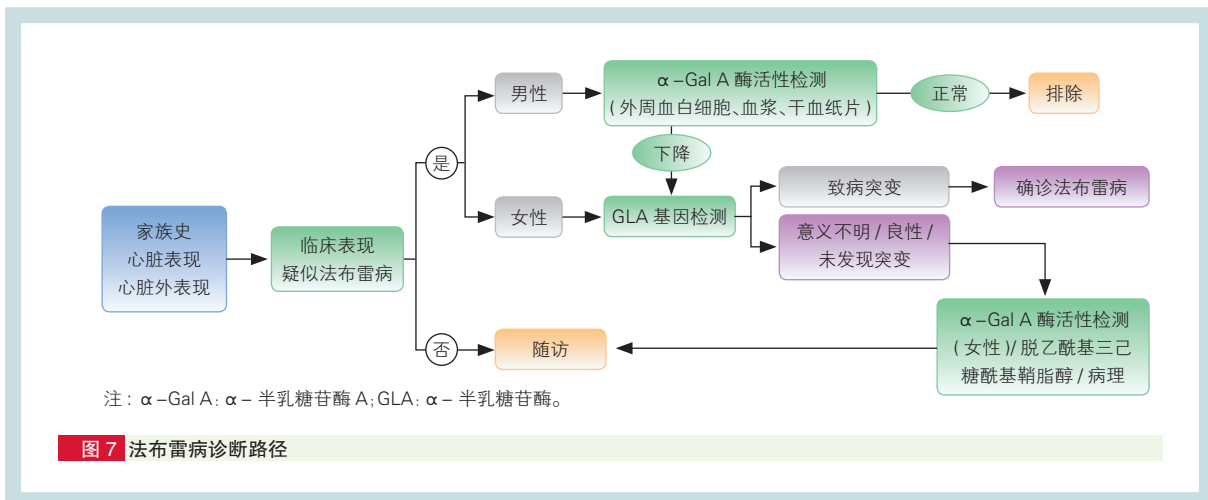 家族史
心脏表现
心脏外表现
临床表现
疑似法布雷病
是
否
男性
女性
α-Gal A 酶活性检测
(外周血白细胞、血浆、干血纸片)
正常
排除
下降
GLA 基因检测
致病突变
确诊法布雷病
意义不明 / 良性 /
未发现突变
α-Gal A 酶活性检测
(女性)/ 脱乙酰基三己
糖酰基鞘脂醇 / 病理
随访
注: α-Gal A: α- 半乳糖苷酶 A;GLA: α- 半乳糖苷酶。
图 7 法布雷病诊断路径